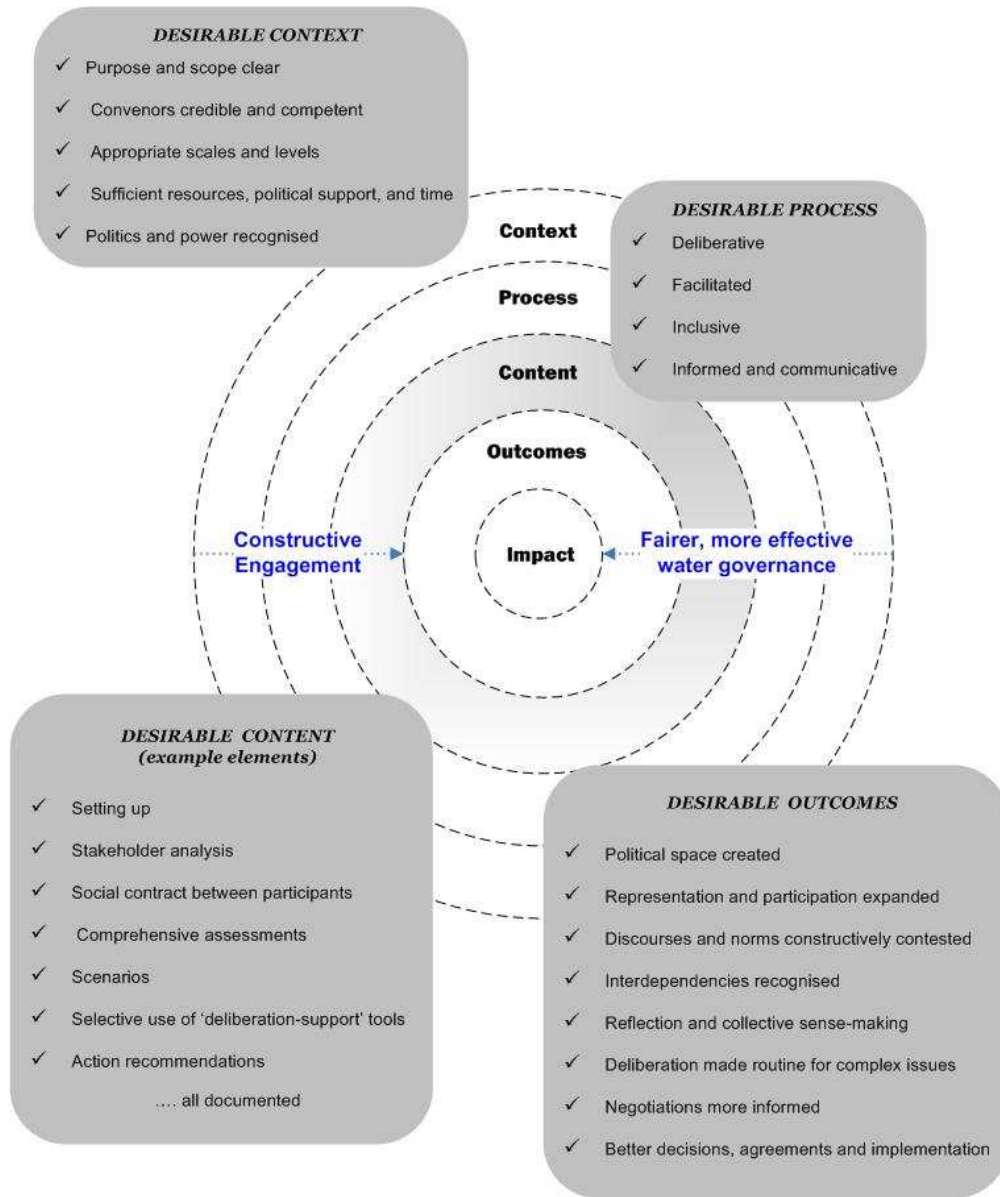 DESIRABLE CONTEXT
✓ Purpose and scope clear
✓ Convenors credible and competent
✓ Appropriate scales and levels
✓ Sufficient resources, political support, and time
✓ Politics and power recognised
DESIRABLE PROCESS
✓ Deliberative
✓ Facilitated
✓ Inclusive
✓ Informed and communicative
Context
Process
Content
Outcomes
Impact
Constructive
Engagement
Fairer, more effective
water governance
DESIRABLE CONTENT
(example elements)
✓ Setting up
✓ Stakeholder analysis
✓ Social contract between participants
✓ Comprehensive assessments
✓ Scenarios
✓ Selective use of ‘deliberation-support’ tools
✓ Action recommendations
…. all documented
DESIRABLE OUTCOMES
✓ Political space created
✓ Representation and participation expanded
✓ Discourses and norms constructively contested
✓ Interdependencies recognised
✓ Reflection and collective sense-making
✓ Deliberation made routine for complex issues
✓ Negotiations more informed
✓ Better decisions, agreements and implementation